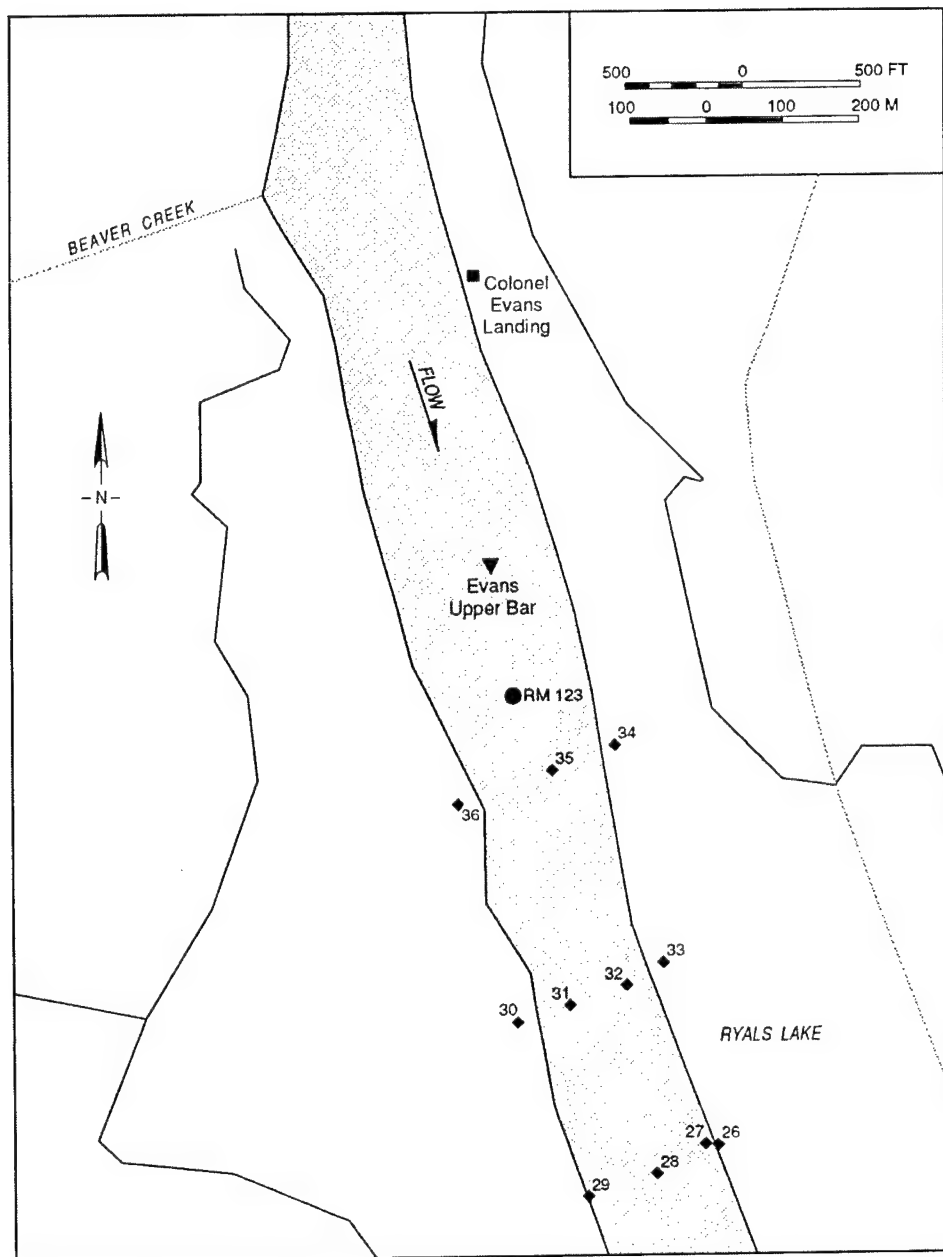 500 0 500 FT
100 0 100 200 M
BEAVER CREEK
Colonel
Evans
Landing
FLOW
-N-
Evans
Upper Bar
RM 123
34
35
36
33
32
31
30
RYALS LAKE
27 26
28
29